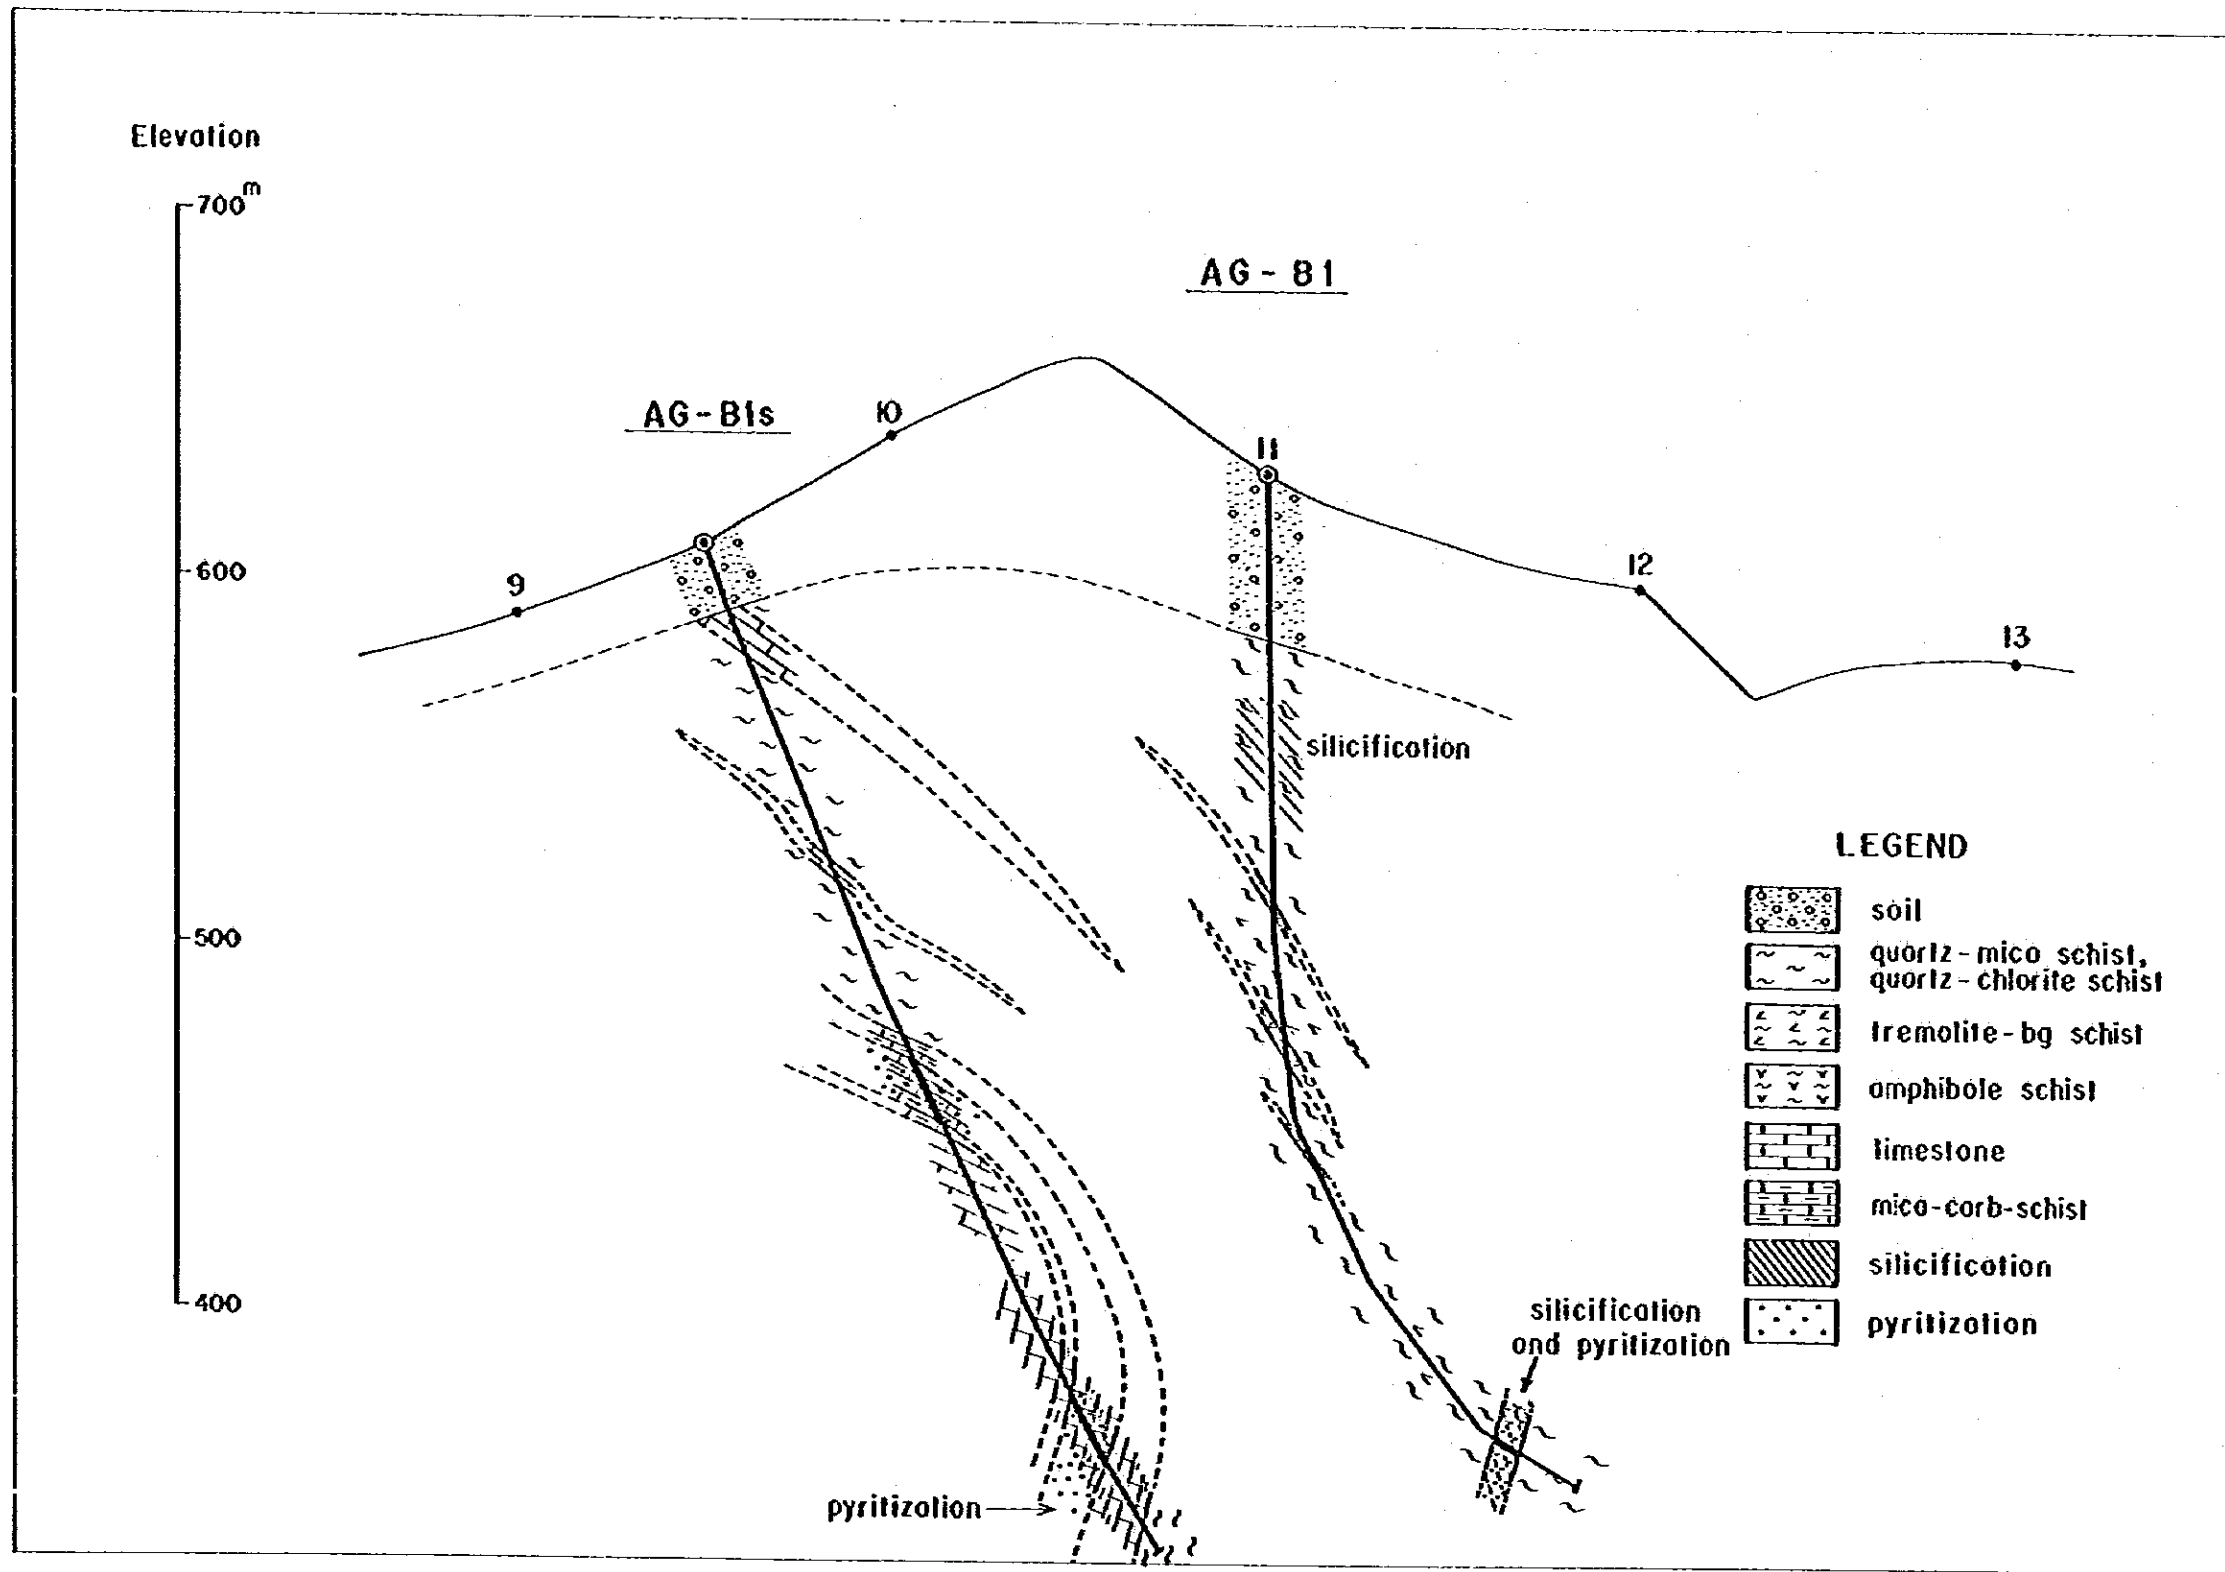 Elevation
700m
AG-B1
AG-B1s
10
11
600
9
12
13
silicification
500
400
LEGEND
soil
quartz-mica schist,
quartz-chlorite schist
tremolite-bg schist
amphibole schist
limestone
mica-carb-schist
silicification
pyritization
silicification
and pyritization
pyritization